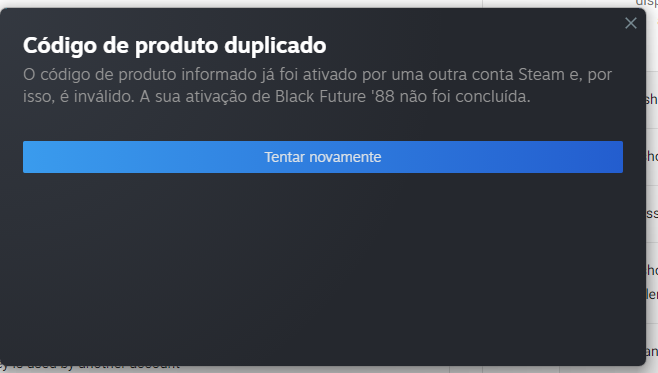 Código de produto duplicado
O código de produto informado já foi ativado por uma outra conta Steam e, por
isso, é inválido. A sua ativação de Black Future '88 não foi concluída.
Tentar novamente